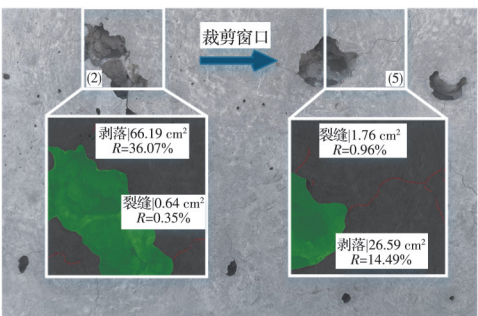 裁剪窗口
(2)
(5)
剥落|66.19 cm²
R=36.07%
裂缝|0.64 cm²
R=0.35%
裂缝|1.76 cm²
R=0.96%
剥落|26.59 cm²
R=14.49%